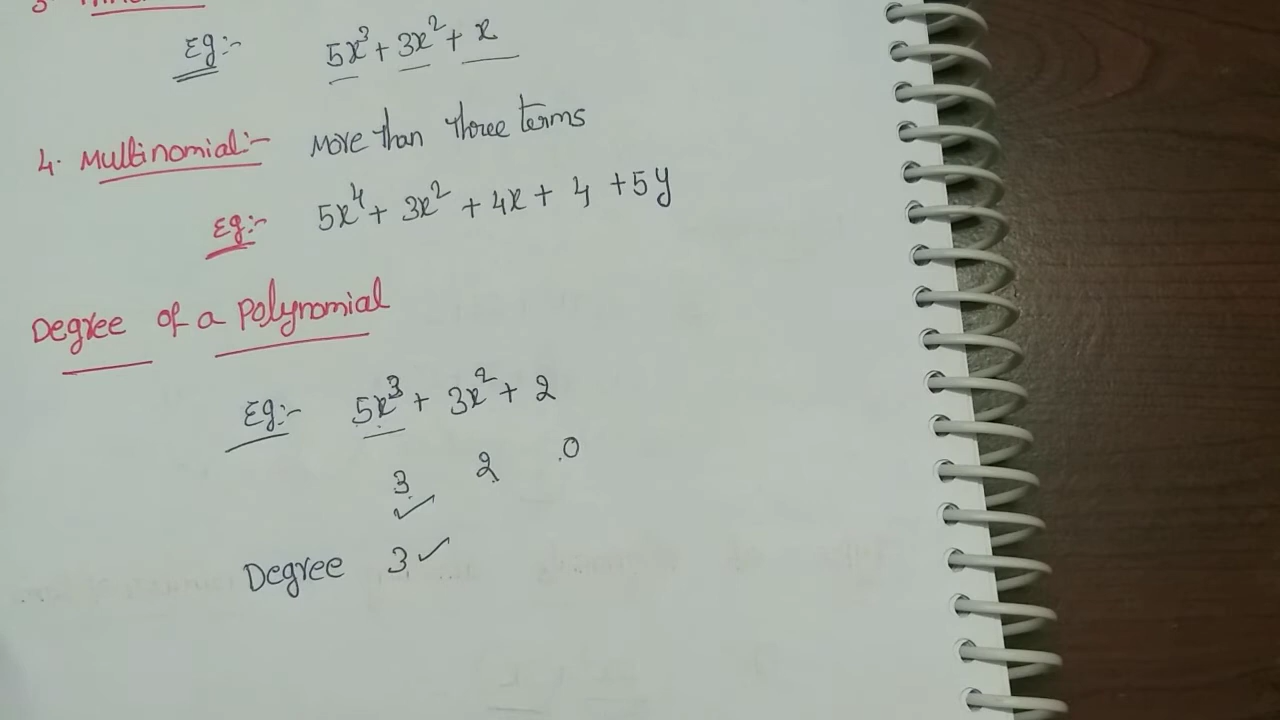 3.
Eg:- 5x³ + 3x² + x
4. Multinomial:- More than three terms
Eg:- 5x⁴ + 3x² + 4x + 4 + 5y
Degree of a Polynomial
Eg:- 5x³ + 3x² + 2
3 2 0
Degree 3 ✓